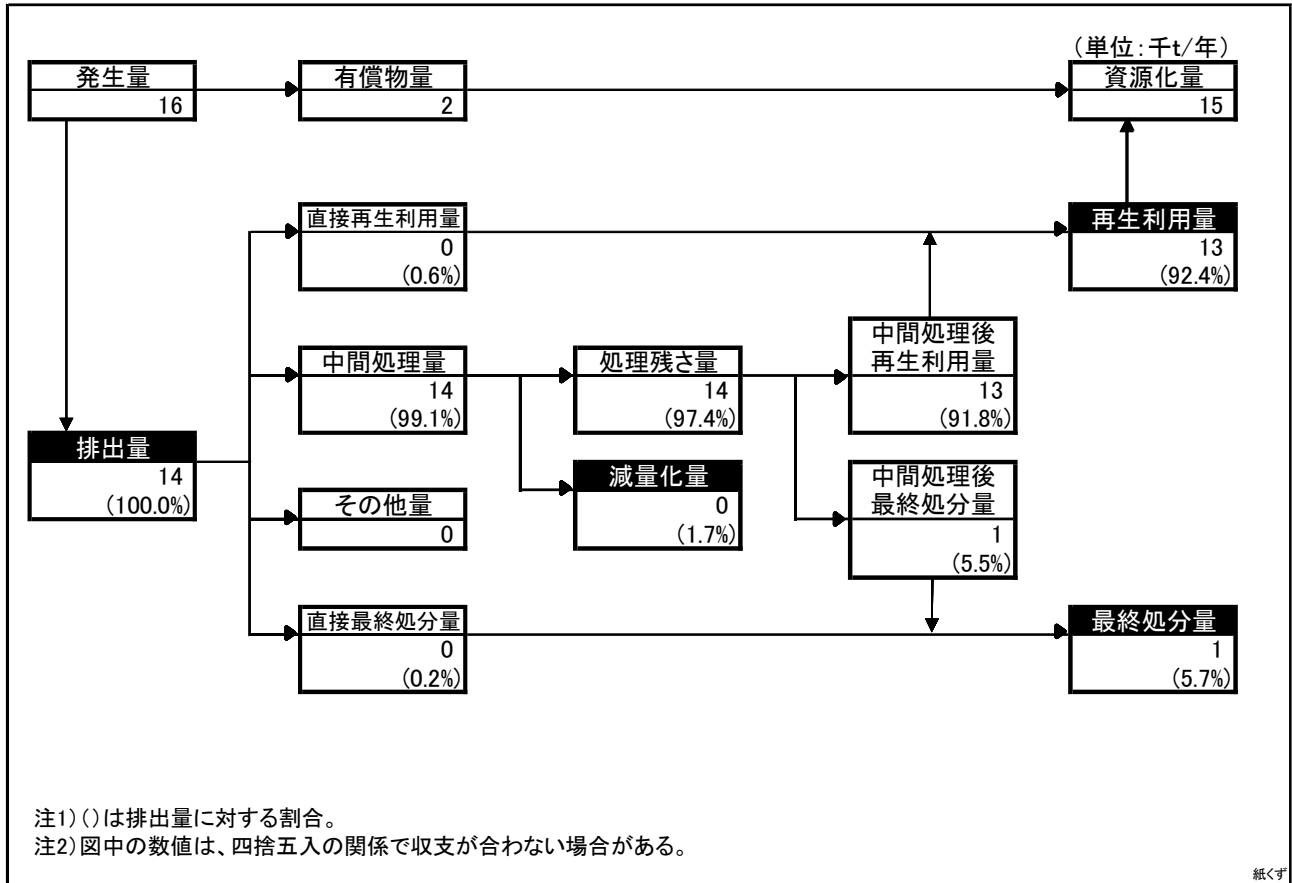 (単位:千t/年)
発生量
16
有償物量
2
資源化量
15
直接再生利用量
0
(0.6%)
再生利用量
13
(92.4%)
中間処理量
14
(99.1%)
処理残さ量
14
(97.4%)
中間処理後
再生利用量
13
(91.8%)
排出量
14
(100.0%)
減量化量
0
(1.7%)
中間処理後
最終処分量
1
(5.5%)
その他量
0
直接最終処分量
0
(0.2%)
最終処分量
1
(5.7%)
注1)()は排出量に対する割合。
注2)図中の数値は、四捨五入の関係で収支が合わない場合がある。
紙くず